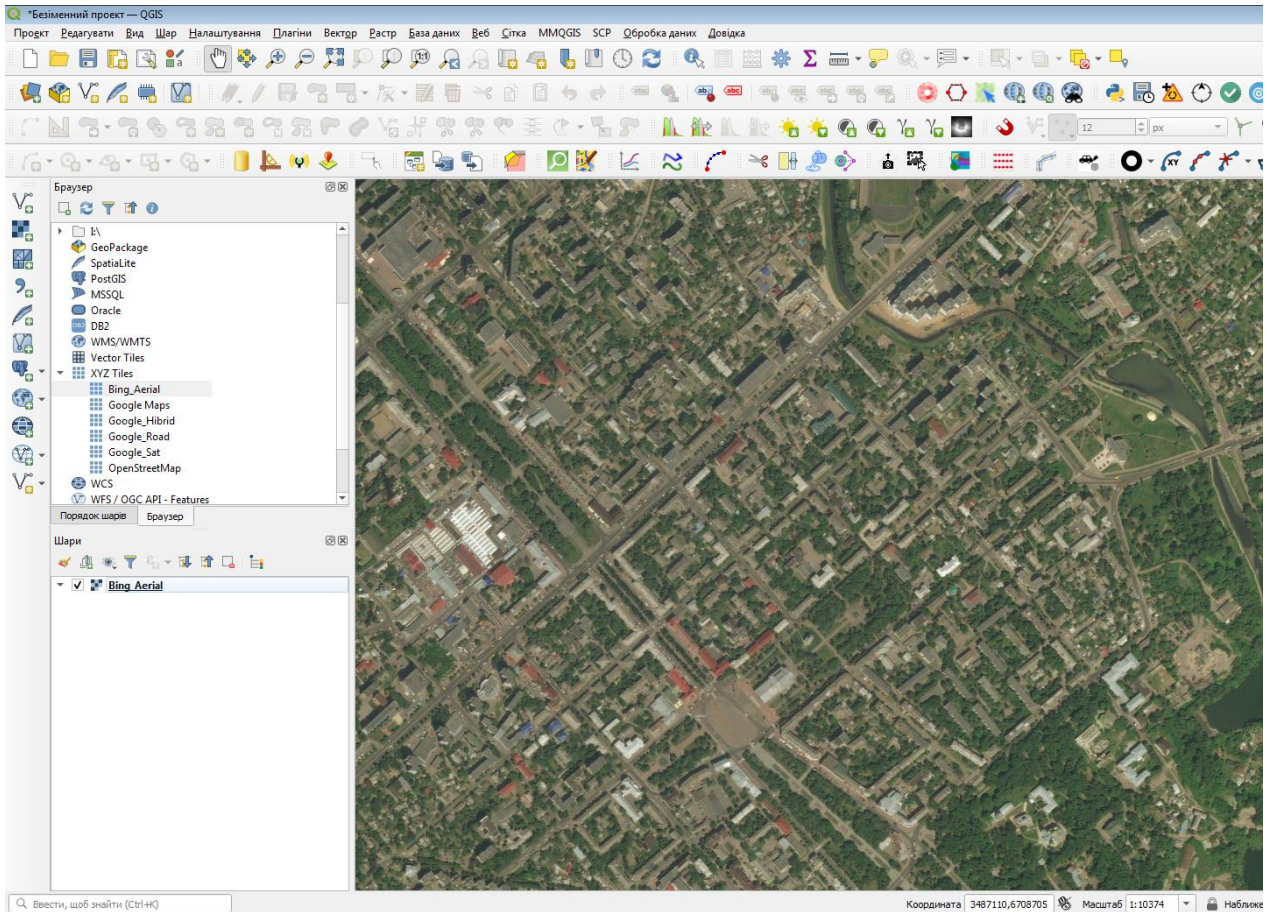 *Безіменний проект — QGIS
Проєкт Редагувати Вид Шар Налаштування Плагіни Вектор Растр База даних Веб Сітка MMQGIS SCP Обробка даних Довідка
12 px
Браузер
I:\
GeoPackage
SpatiaLite
PostGIS
MSSQL
Oracle
DB2
WMS/WMTS
Vector Tiles
XYZ Tiles
Bing_Aerial
Google Maps
Google_Hibrid
Google_Road
Google_Sat
OpenStreetMap
WCS
WFS / OGC API - Features
Порядок шарів Браузер
Шари
Bing_Aerial
Ввести, щоб знайти (Ctrl+K) Координата 3487110,6708705 Масштаб 1:10374